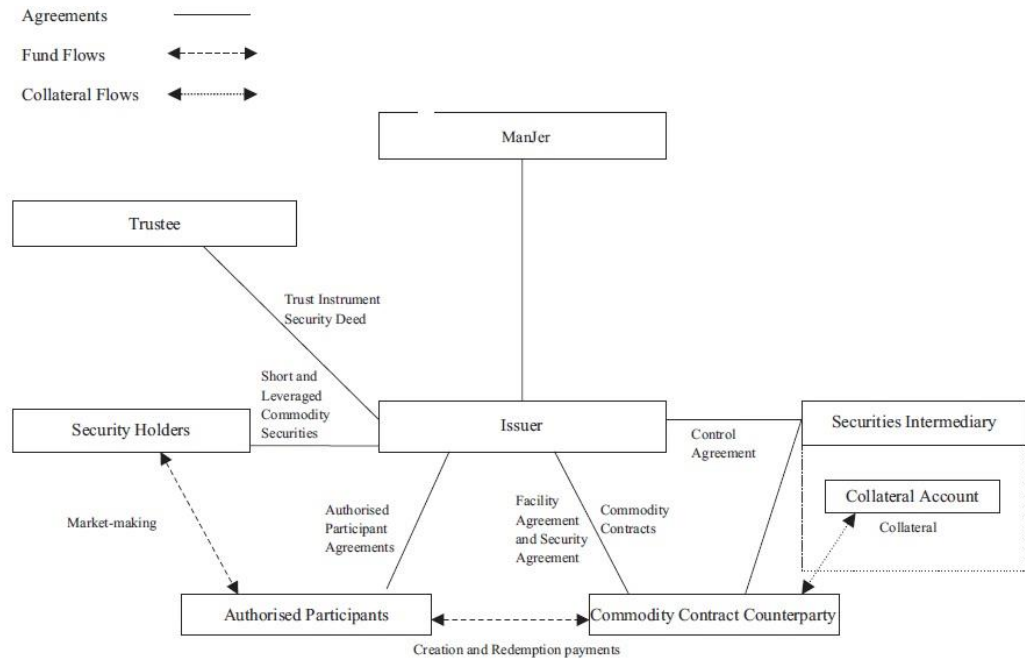 Agreements
Fund Flows
Collateral Flows
ManJer
Trustee
Trust Instrument
Security Deed
Short and
Leveraged
Commodity
Securities
Security Holders
Issuer
Control
Agreement
Securities Intermediary
Collateral Account
Collateral
Market-making
Authorised
Participant
Agreements
Facility
Agreement
and Security
Agreement
Commodity
Contracts
Authorised Participants
Commodity Contract Counterparty
Creation and Redemption payments